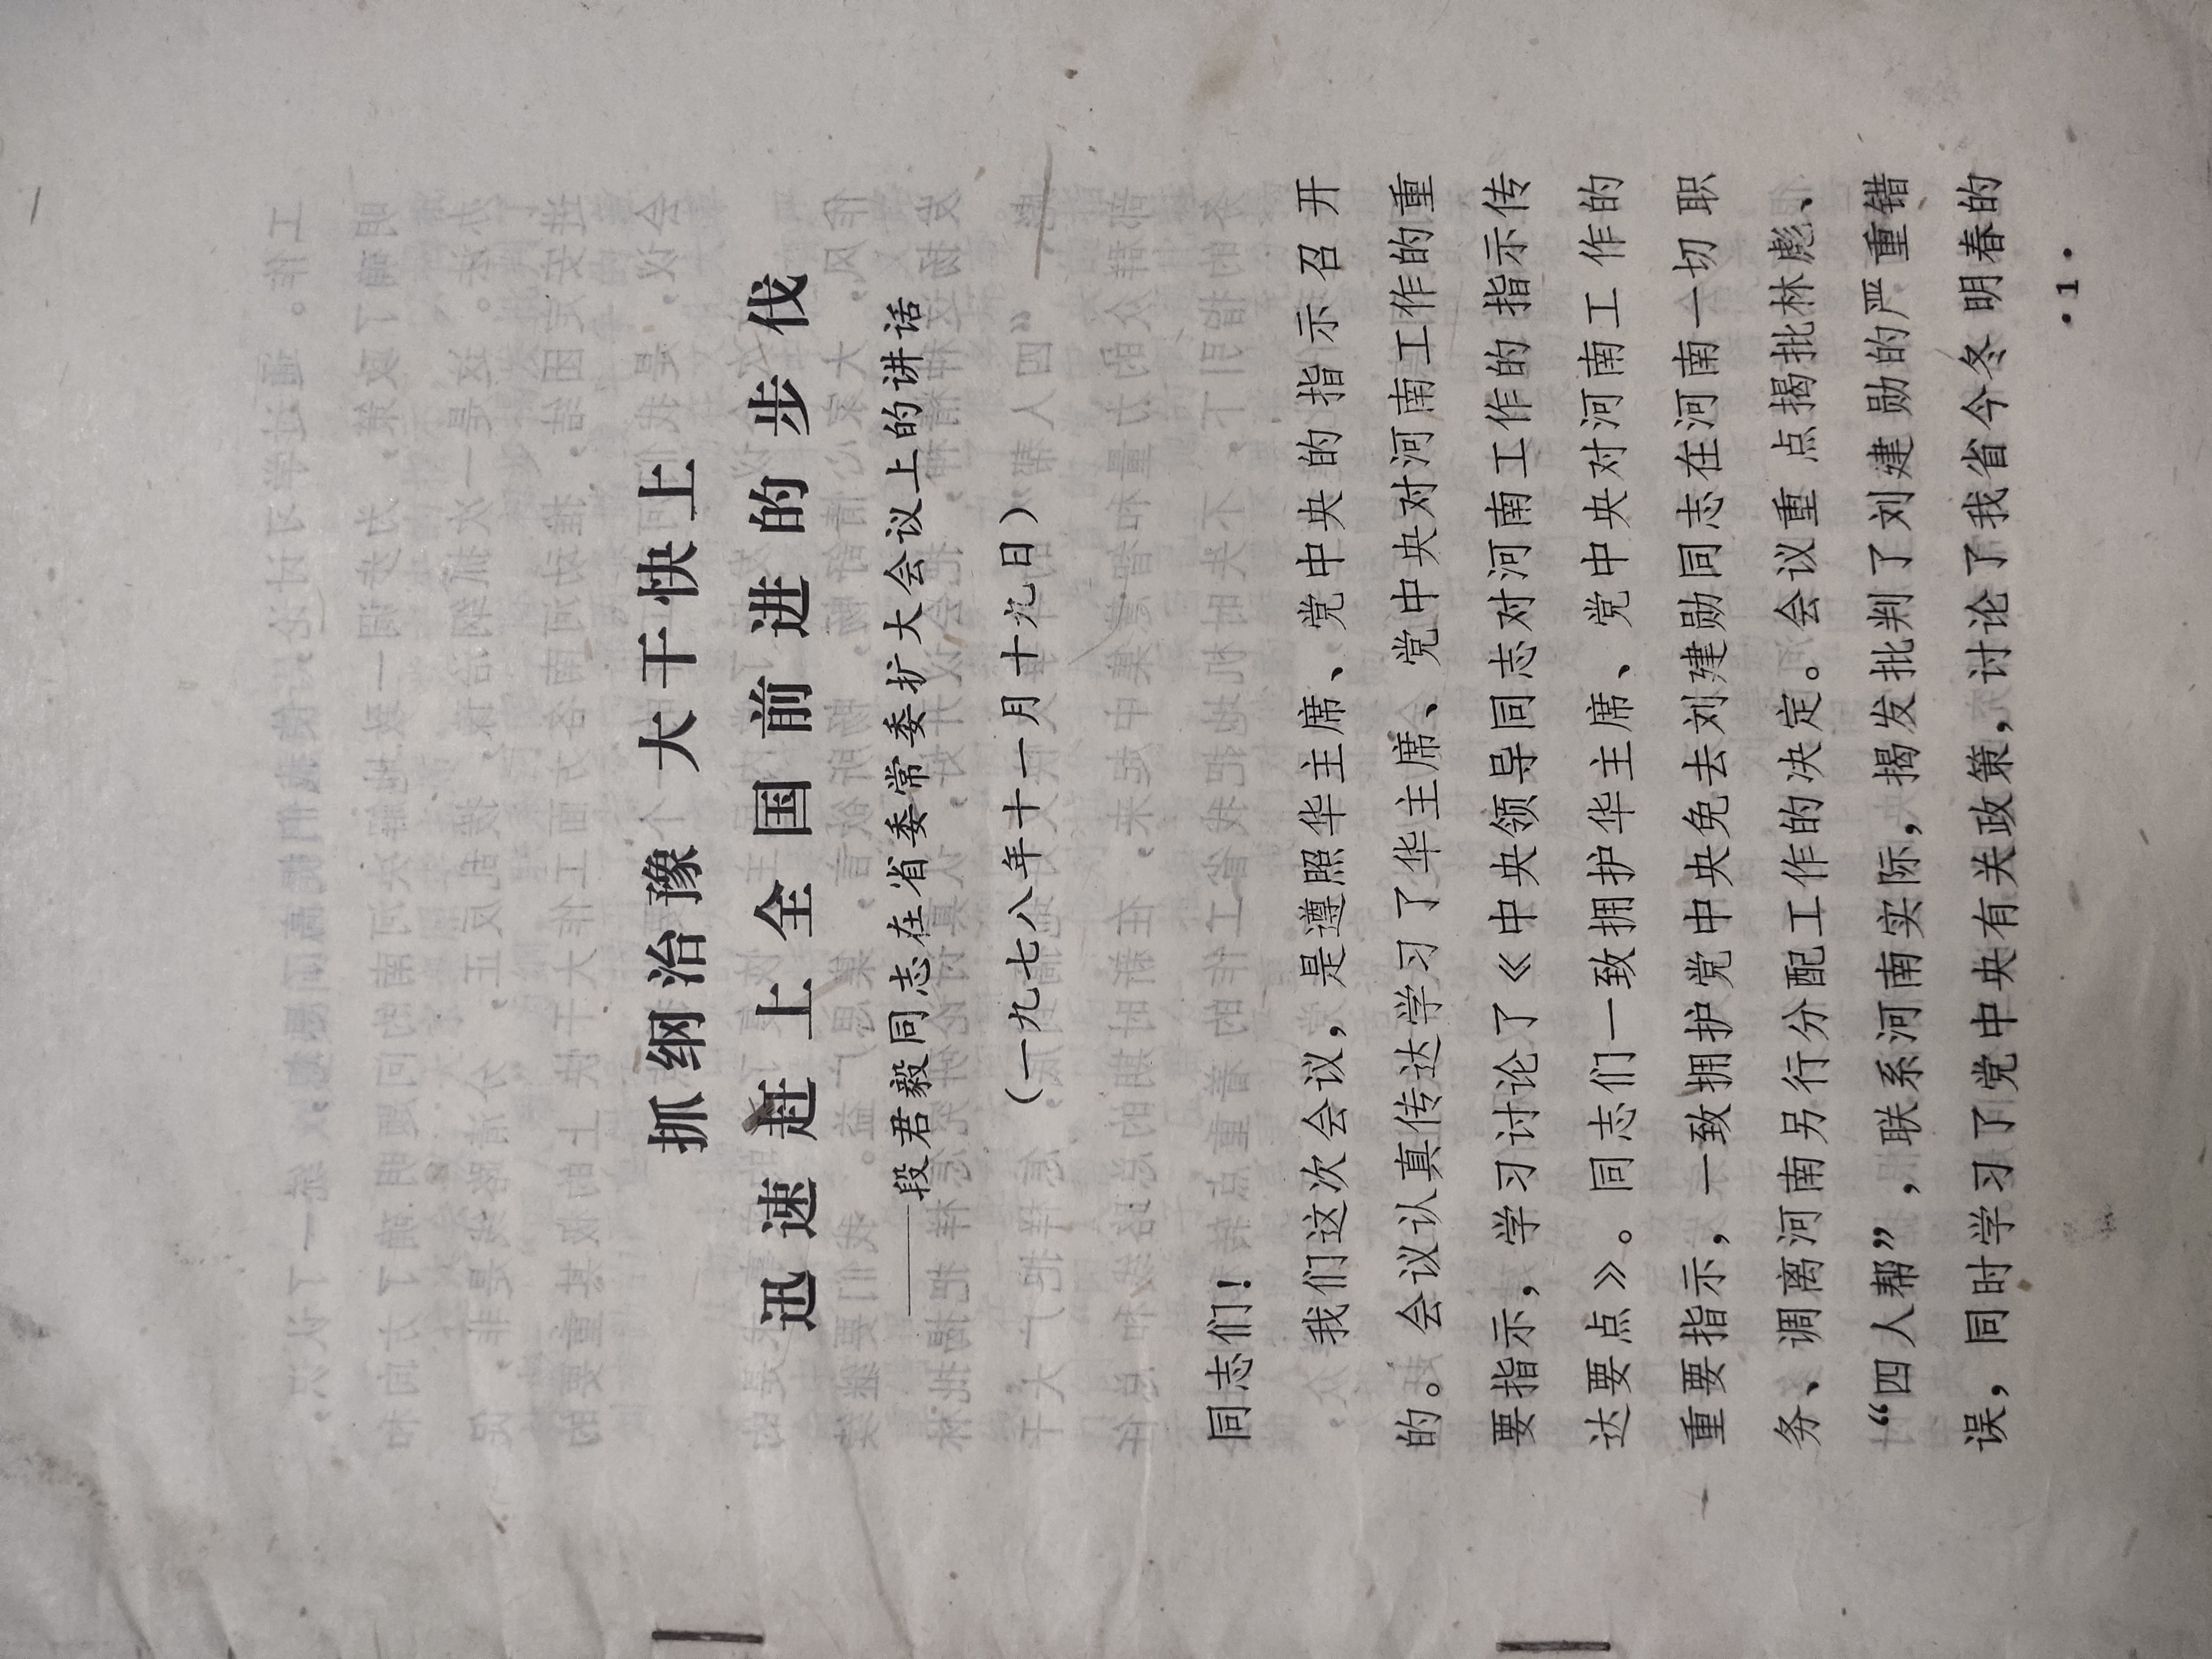 抓纲治豫 大干快上
迅速赶上全国前进的步伐
——段君毅同志在省委常委扩大会议上的讲话
（一九七八年十一月十九日）
同志们！
我们这次会议，是遵照华主席、党中央的指示召开
的。会议认真传达学习了华主席、党中央对河南工作的重
要指示，学习讨论了《中央领导同志对河南工作的指示传
达要点》。同志们一致拥护华主席、党中央对河南工作的
重要指示，一致拥护党中央免去刘建勋同志在河南一切职
务、调离河南另行分配工作的决定。会议重点揭批林彪、
“四人帮”，联系河南实际，揭发批判了刘建勋的严重错
误，同时学习了党中央有关政策，讨论了我省今冬明春的
·1·